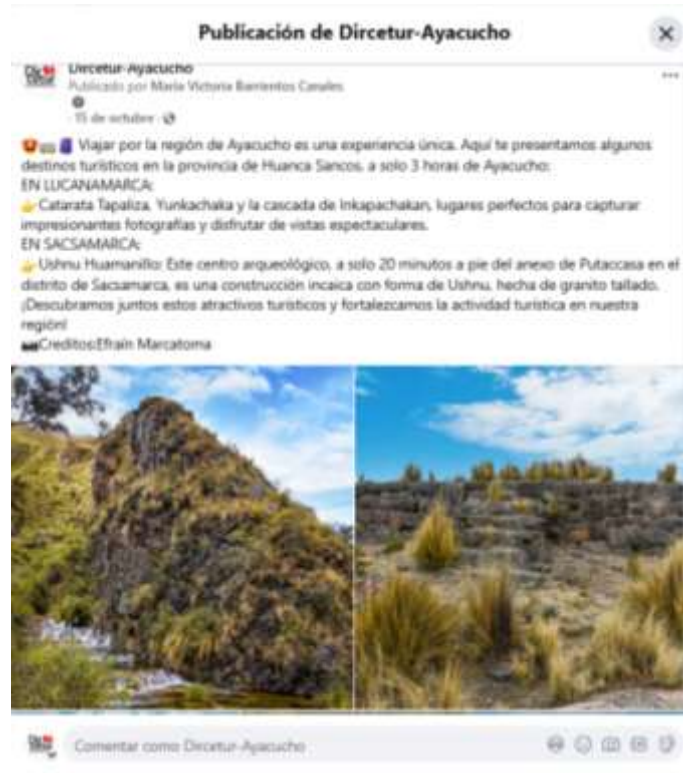 Publicación de Dircetur-Ayacucho
Dircetur-Ayacucho
Publicado por Maria Victoria Barrientos Canales
15 de octubre
Viajar por la región de Ayacucho es una experiencia única. Aquí te presentamos algunos
destinos turísticos en la provincia de Huanca Sancos, a solo 3 horas de Ayacucho:
EN LUCANAMARCA:
Catarata Tapaliza, Yunkachaka y la cascada de Inkapachakan, lugares perfectos para capturar
impresionantes fotografías y disfrutar de vistas espectaculares.
EN SACSAMARCA:
Ushnu Huamanillo: Este centro arqueológico, a solo 20 minutos a pie del anexo de Putaccasa en el
distrito de Sacsamarca, es una construcción incaica con forma de Ushnu, hecha de granito tallado.
¡Descubramos juntos estos atractivos turísticos y fortalezcamos la actividad turística en nuestra
región!
Creditos:Efraín Marcatoma
Comentar como Dircetur-Ayacucho